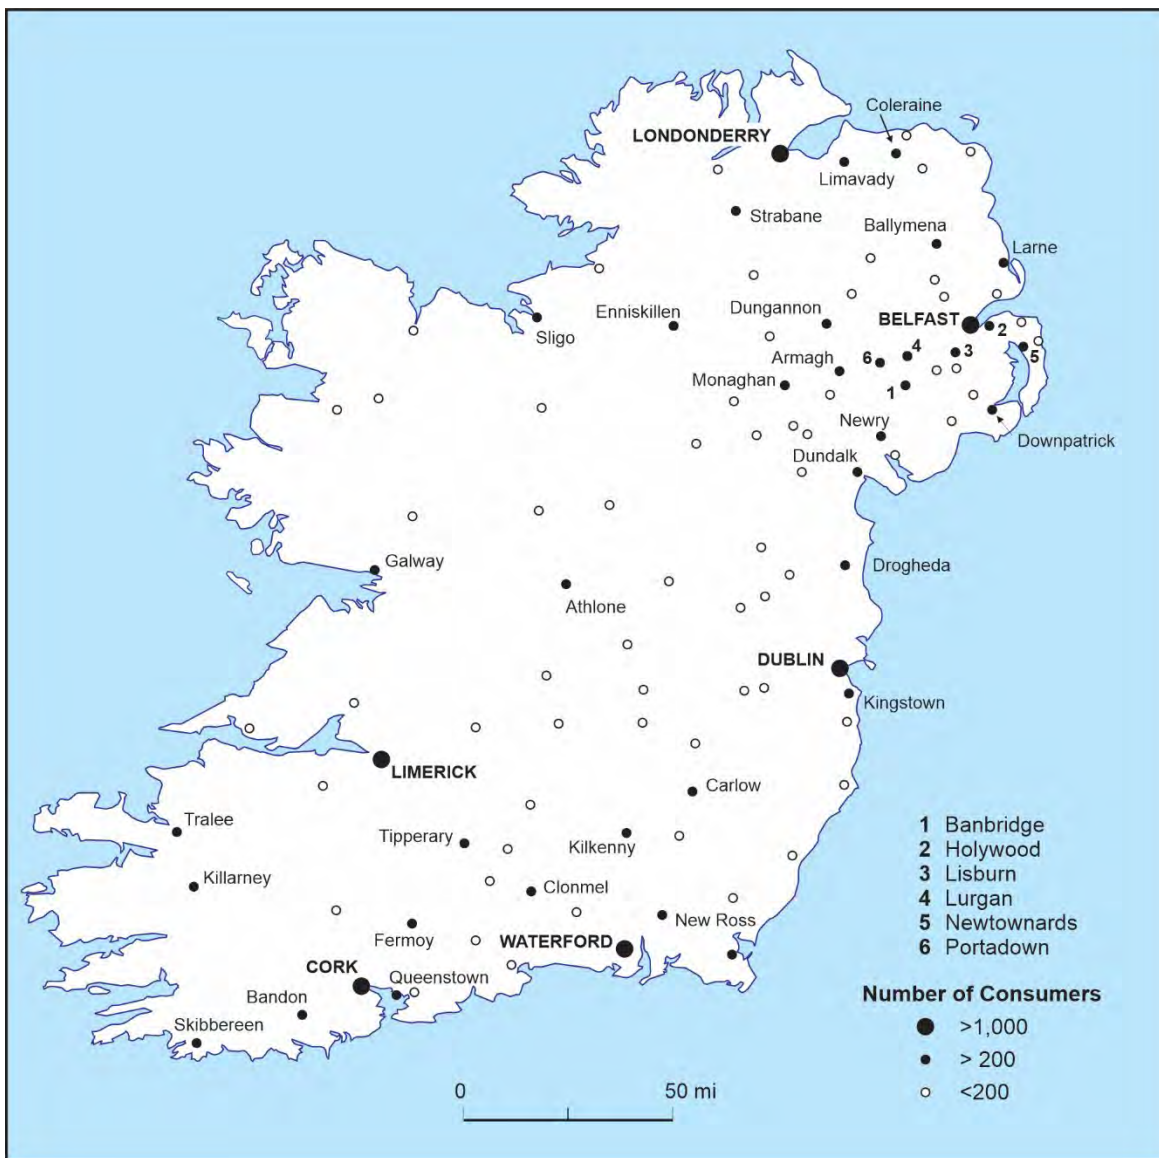 Coleraine
LONDONDERRY
Limavady
Strabane
Ballymena
Larne
Enniskillen
Dungannon
BELFAST
2
Sligo
Armagh
6
4
3
5
Monaghan
1
Newry
Downpatrick
Dundalk
Galway
Drogheda
Athlone
DUBLIN
Kingstown
LIMERICK
Carlow
Tralee
Tipperary
Kilkenny
Killarney
Clonmel
New Ross
Fermoy
WATERFORD
CORK
Queenstown
Bandon
Skibbereen
1 Banbridge
2 Holywood
3 Lisburn
4 Lurgan
5 Newtownards
6 Portadown
Number of Consumers
>1,000
> 200
<200
0 50 mi